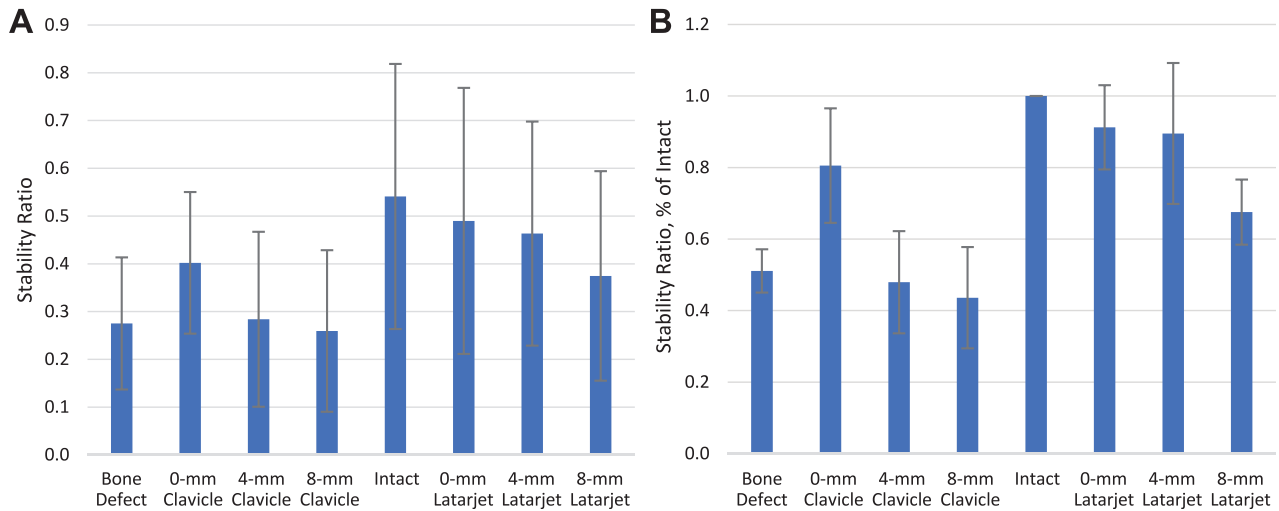 A
Stability Ratio
0.9
0.8
0.7
0.6
0.5
0.4
0.3
0.2
0.1
0.0
Bone
Defect
0-mm
Clavicle
4-mm
Clavicle
8-mm
Clavicle
Intact
0-mm
Latarjet
4-mm
Latarjet
8-mm
Latarjet
B
Stability Ratio, % of Intact
1.2
1.0
0.8
0.6
0.4
0.2
0.0
Bone
Defect
0-mm
Clavicle
4-mm
Clavicle
8-mm
Clavicle
Intact
0-mm
Latarjet
4-mm
Latarjet
8-mm
Latarjet